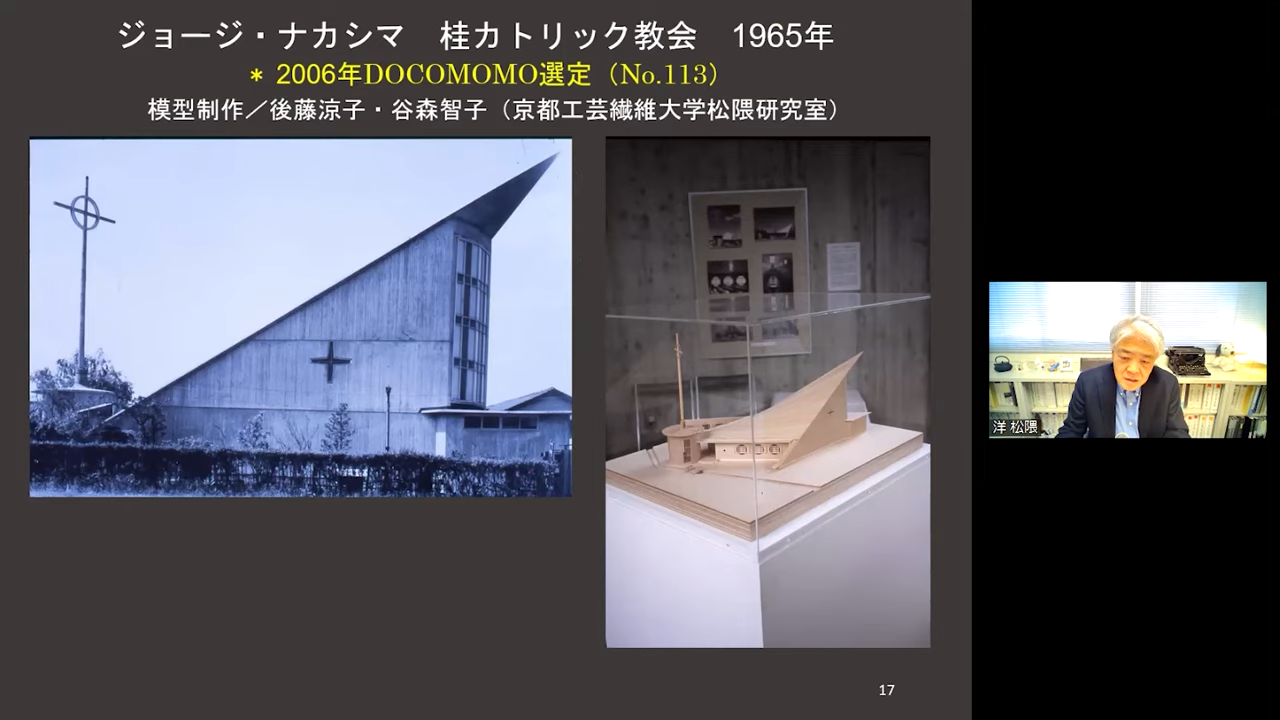 ジョージ・ナカシマ　桂カトリック教会　1965年
* 2006年DOCOMOMO選定（No.113）
模型制作／後藤涼子・谷森智子（京都工芸繊維大学松隈研究室）
洋 松隈
17